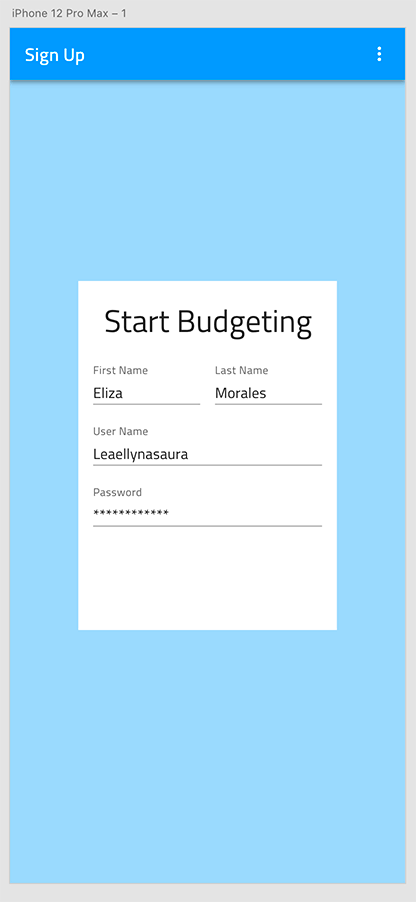 iPhone 12 Pro Max – 1
Sign Up
Start Budgeting
First Name Last Name
Eliza Morales
User Name
Leaellynasaura
Password
************